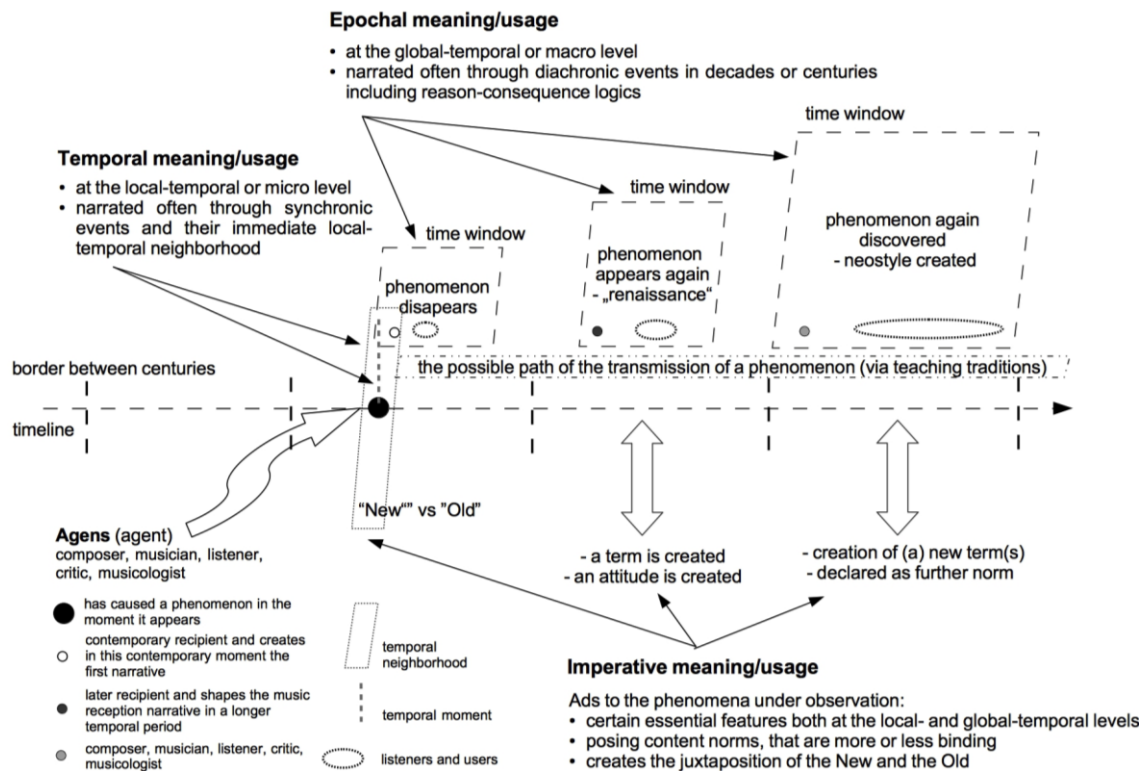 Epochal meaning/usage
• at the global-temporal or macro level
• narrated often through diachronic events in decades or centuries
including reason-consequence logics
time window
Temporal meaning/usage
• at the local-temporal or micro level
• narrated often through synchronic
events and their immediate local-
temporal neighborhood
time window
time window
phenomenon
disapears
phenomenon
appears again
- „renaissance“
phenomenon again
discovered
- neostyle created
border between centuries
the possible path of the transmission of a phenomenon (via teaching traditions)
timeline
“New“” vs ”Old”
Agens (agent)
composer, musician, listener,
critic, musicologist
- a term is created
- an attitude is created
- creation of (a) new term(s)
- declared as further norm
has caused a phenomenon in the
moment it appears
contemporary recipient and creates
in this contemporary moment the
first narrative
later recipient and shapes the music
reception narrative in a longer
temporal period
composer, musician, listener, critic,
musicologist
temporal
neighborhood
temporal moment
listeners and users
Imperative meaning/usage
Ads to the phenomena under observation:
• certain essential features both at the local- and global-temporal levels
• posing content norms, that are more or less binding
• creates the juxtaposition of the New and the Old